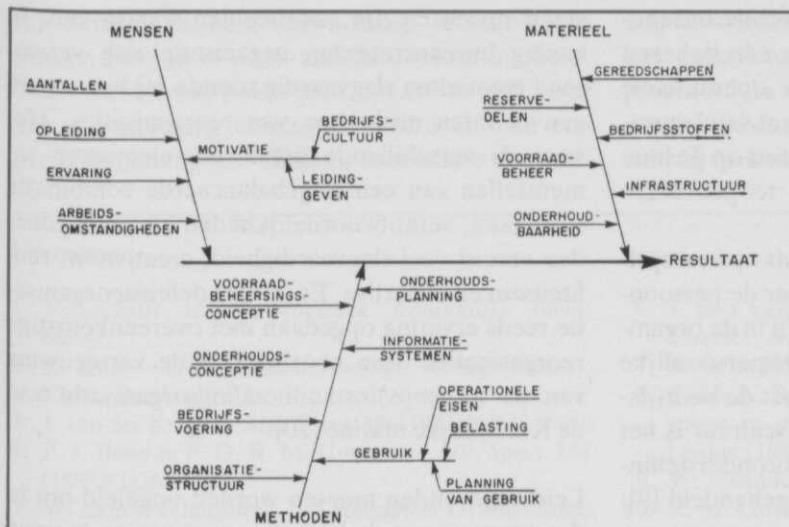 MENSEN
AANTALLEN
OPLEIDING
MOTIVATIE
BEDRIJFS-
CULTUUR
ERVARING
LEIDING-
GEVEN
ARBEIDS-
OMSTANDIGHEDEN
MATERIEEL
GEREEDSCHAPPEN
RESERVE-
DELEN
BEDRIJFSSTOFFEN
VOORRAAD-
BEHEER
INFRASTRUCTUUR
ONDERHOUD-
BAARHEID
RESULTAAT
VOORRAAD-
BEHEERSINGS-
CONCEPTIE
ONDERHOUDS-
PLANNING
ONDERHOUDS-
CONCEPTIE
INFORMATIE-
SYSTEMEN
BEDRIJFS-
VOERING
OPERATIONELE
EISEN
BELASTING
GEBRUIK
ORGANISATIE-
STRUCTUUR
PLANNING
VAN GEBRUIK
METHODEN